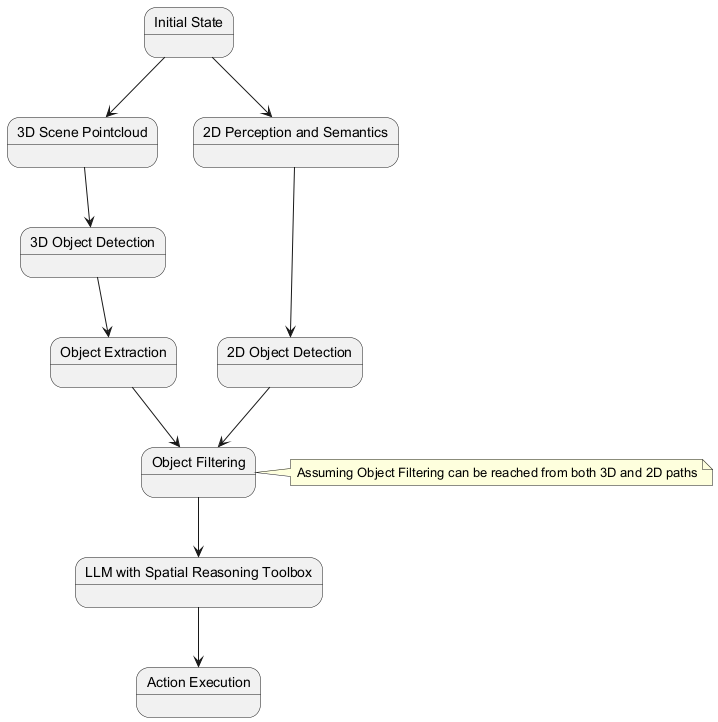 Initial State
3D Scene Pointcloud
2D Perception and Semantics
3D Object Detection
Object Extraction
2D Object Detection
Object Filtering
Assuming Object Filtering can be reached from both 3D and 2D paths
LLM with Spatial Reasoning Toolbox
Action Execution